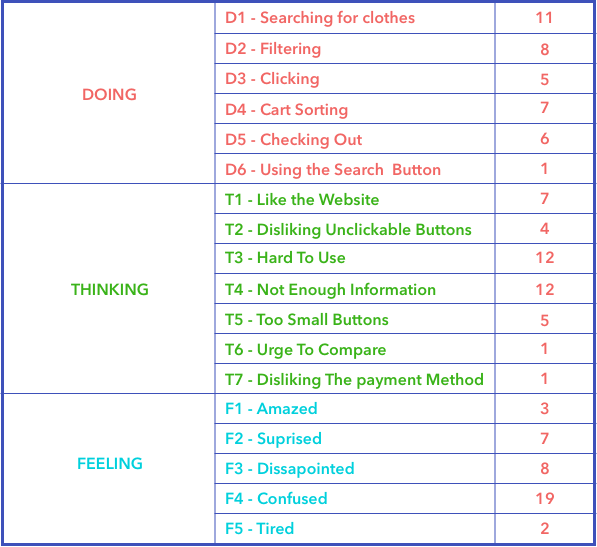 DOING
D1 - Searching for clothes 11
D2 - Filtering 8
D3 - Clicking 5
D4 - Cart Sorting 7
D5 - Checking Out 6
D6 - Using the Search Button 1
THINKING
T1 - Like the Website 7
T2 - Disliking Unclickable Buttons 4
T3 - Hard To Use 12
T4 - Not Enough Information 12
T5 - Too Small Buttons 5
T6 - Urge To Compare 1
T7 - Disliking The payment Method 1
FEELING
F1 - Amazed 3
F2 - Suprised 7
F3 - Dissapointed 8
F4 - Confused 19
F5 - Tired 2